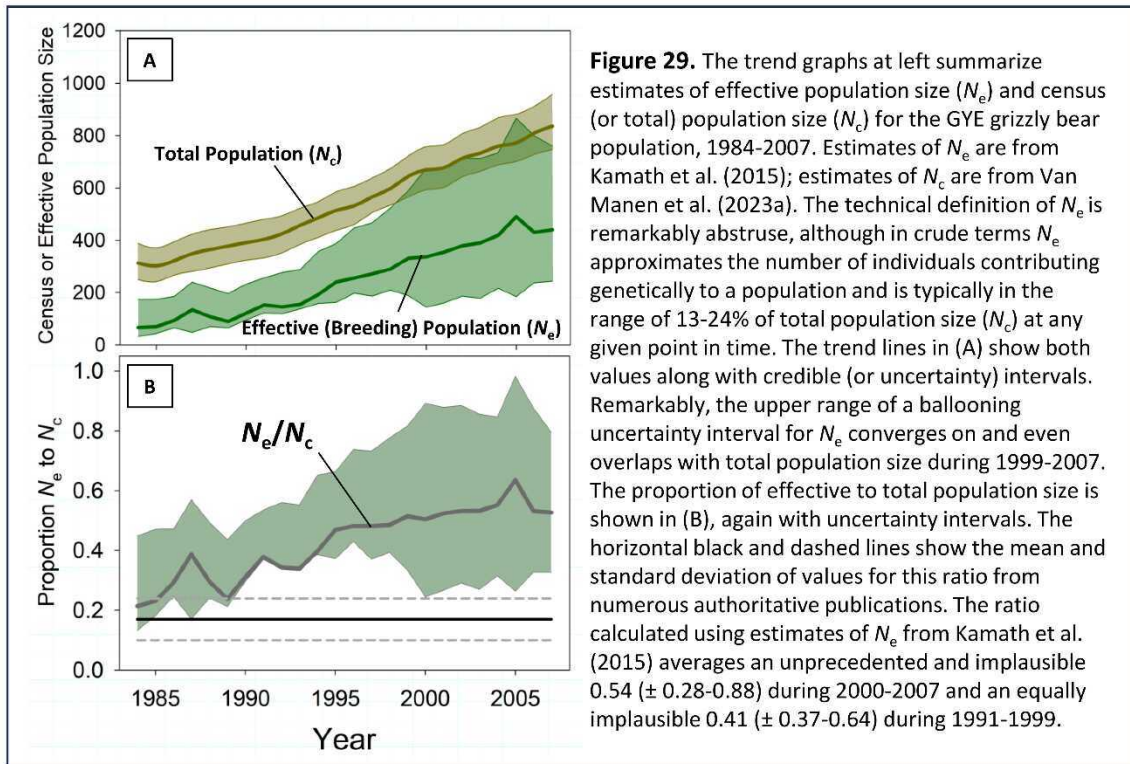 1200
1000
800
600
400
200
0
Census or Effective Population Size
A
Total Population (Nc)
Effective (Breeding) Population (Ne)
1.0
0.8
0.6
0.4
0.2
0.0
Proportion Ne to Nc
B
Ne/Nc
1985 1990 1995 2000 2005
Year
Figure 29. The trend graphs at left summarize
estimates of effective population size (Ne) and census
(or total) population size (Nc) for the GYE grizzly bear
population, 1984-2007. Estimates of Ne are from
Kamath et al. (2015); estimates of Nc are from Van
Manen et al. (2023a). The technical definition of Ne is
remarkably abstruse, although in crude terms Ne
approximates the number of individuals contributing
genetically to a population and is typically in the
range of 13-24% of total population size (Nc) at any
given point in time. The trend lines in (A) show both
values along with credible (or uncertainty) intervals.
Remarkably, the upper range of a ballooning
uncertainty interval for Ne converges on and even
overlaps with total population size during 1999-2007.
The proportion of effective to total population size is
shown in (B), again with uncertainty intervals. The
horizontal black and dashed lines show the mean and
standard deviation of values for this ratio from
numerous authoritative publications. The ratio
calculated using estimates of Ne from Kamath et al.
(2015) averages an unprecedented and implausible
0.54 (± 0.28-0.88) during 2000-2007 and an equally
implausible 0.41 (± 0.37-0.64) during 1991-1999.